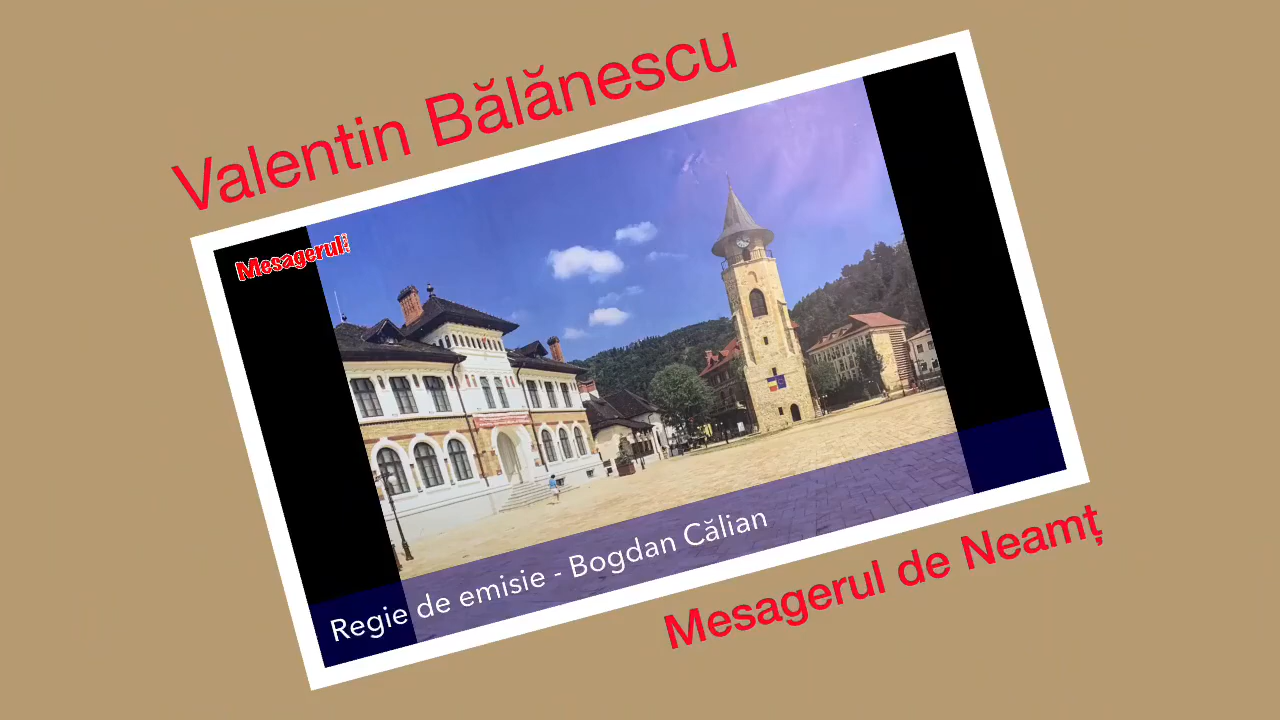 Valentin Bălănescu
Mesagerul
Regie de emisie - Bogdan Călian
Mesagerul de Neamț